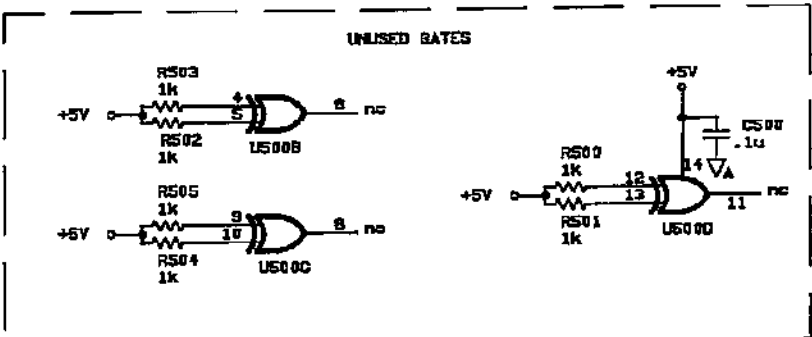 UNUSED GATES
R503
1k
+5V
4
5
6
nc
R502
1k
U500B
R505
1k
+5V
9
10
8
nc
R504
1k
U500C
+5V
C500
.1u
14
A
R500
1k
+5V
12
13
11
nc
R501
1k
U500D